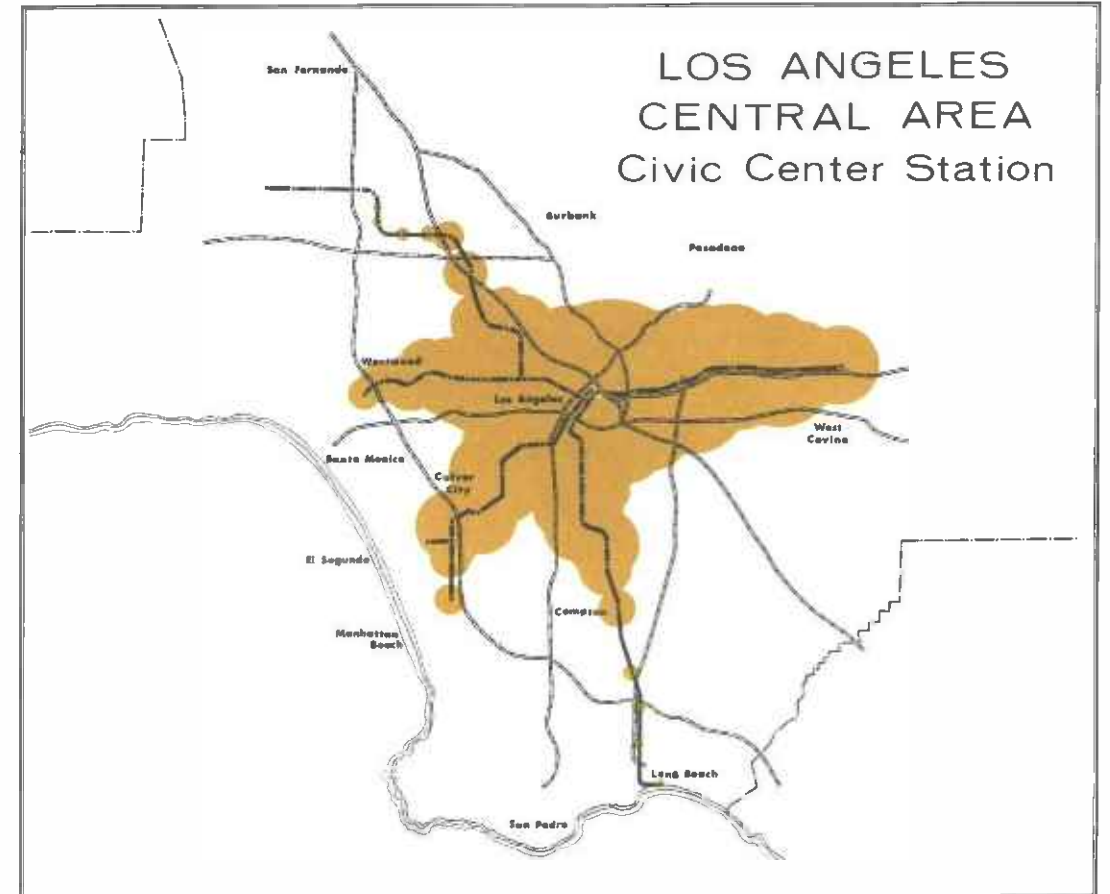 LOS ANGELES
CENTRAL AREA
Civic Center Station
San Fernando
Burbank
Pasadena
Westwood
Los Angeles
West
Covina
Santa Monica
Culver
City
El Segundo
Compton
Manhattan
Beach
Long Beach
San Pedro